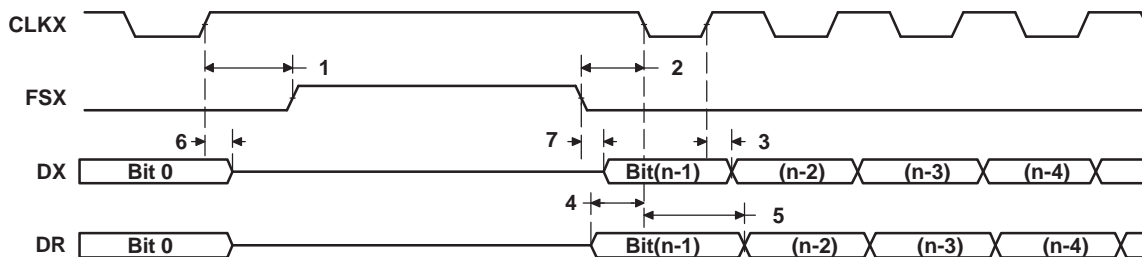 CLKX
1 2
FSX
6 7 3
DX Bit 0 Bit(n-1) (n-2) (n-3) (n-4)
4 5
DR Bit 0 Bit(n-1) (n-2) (n-3) (n-4)